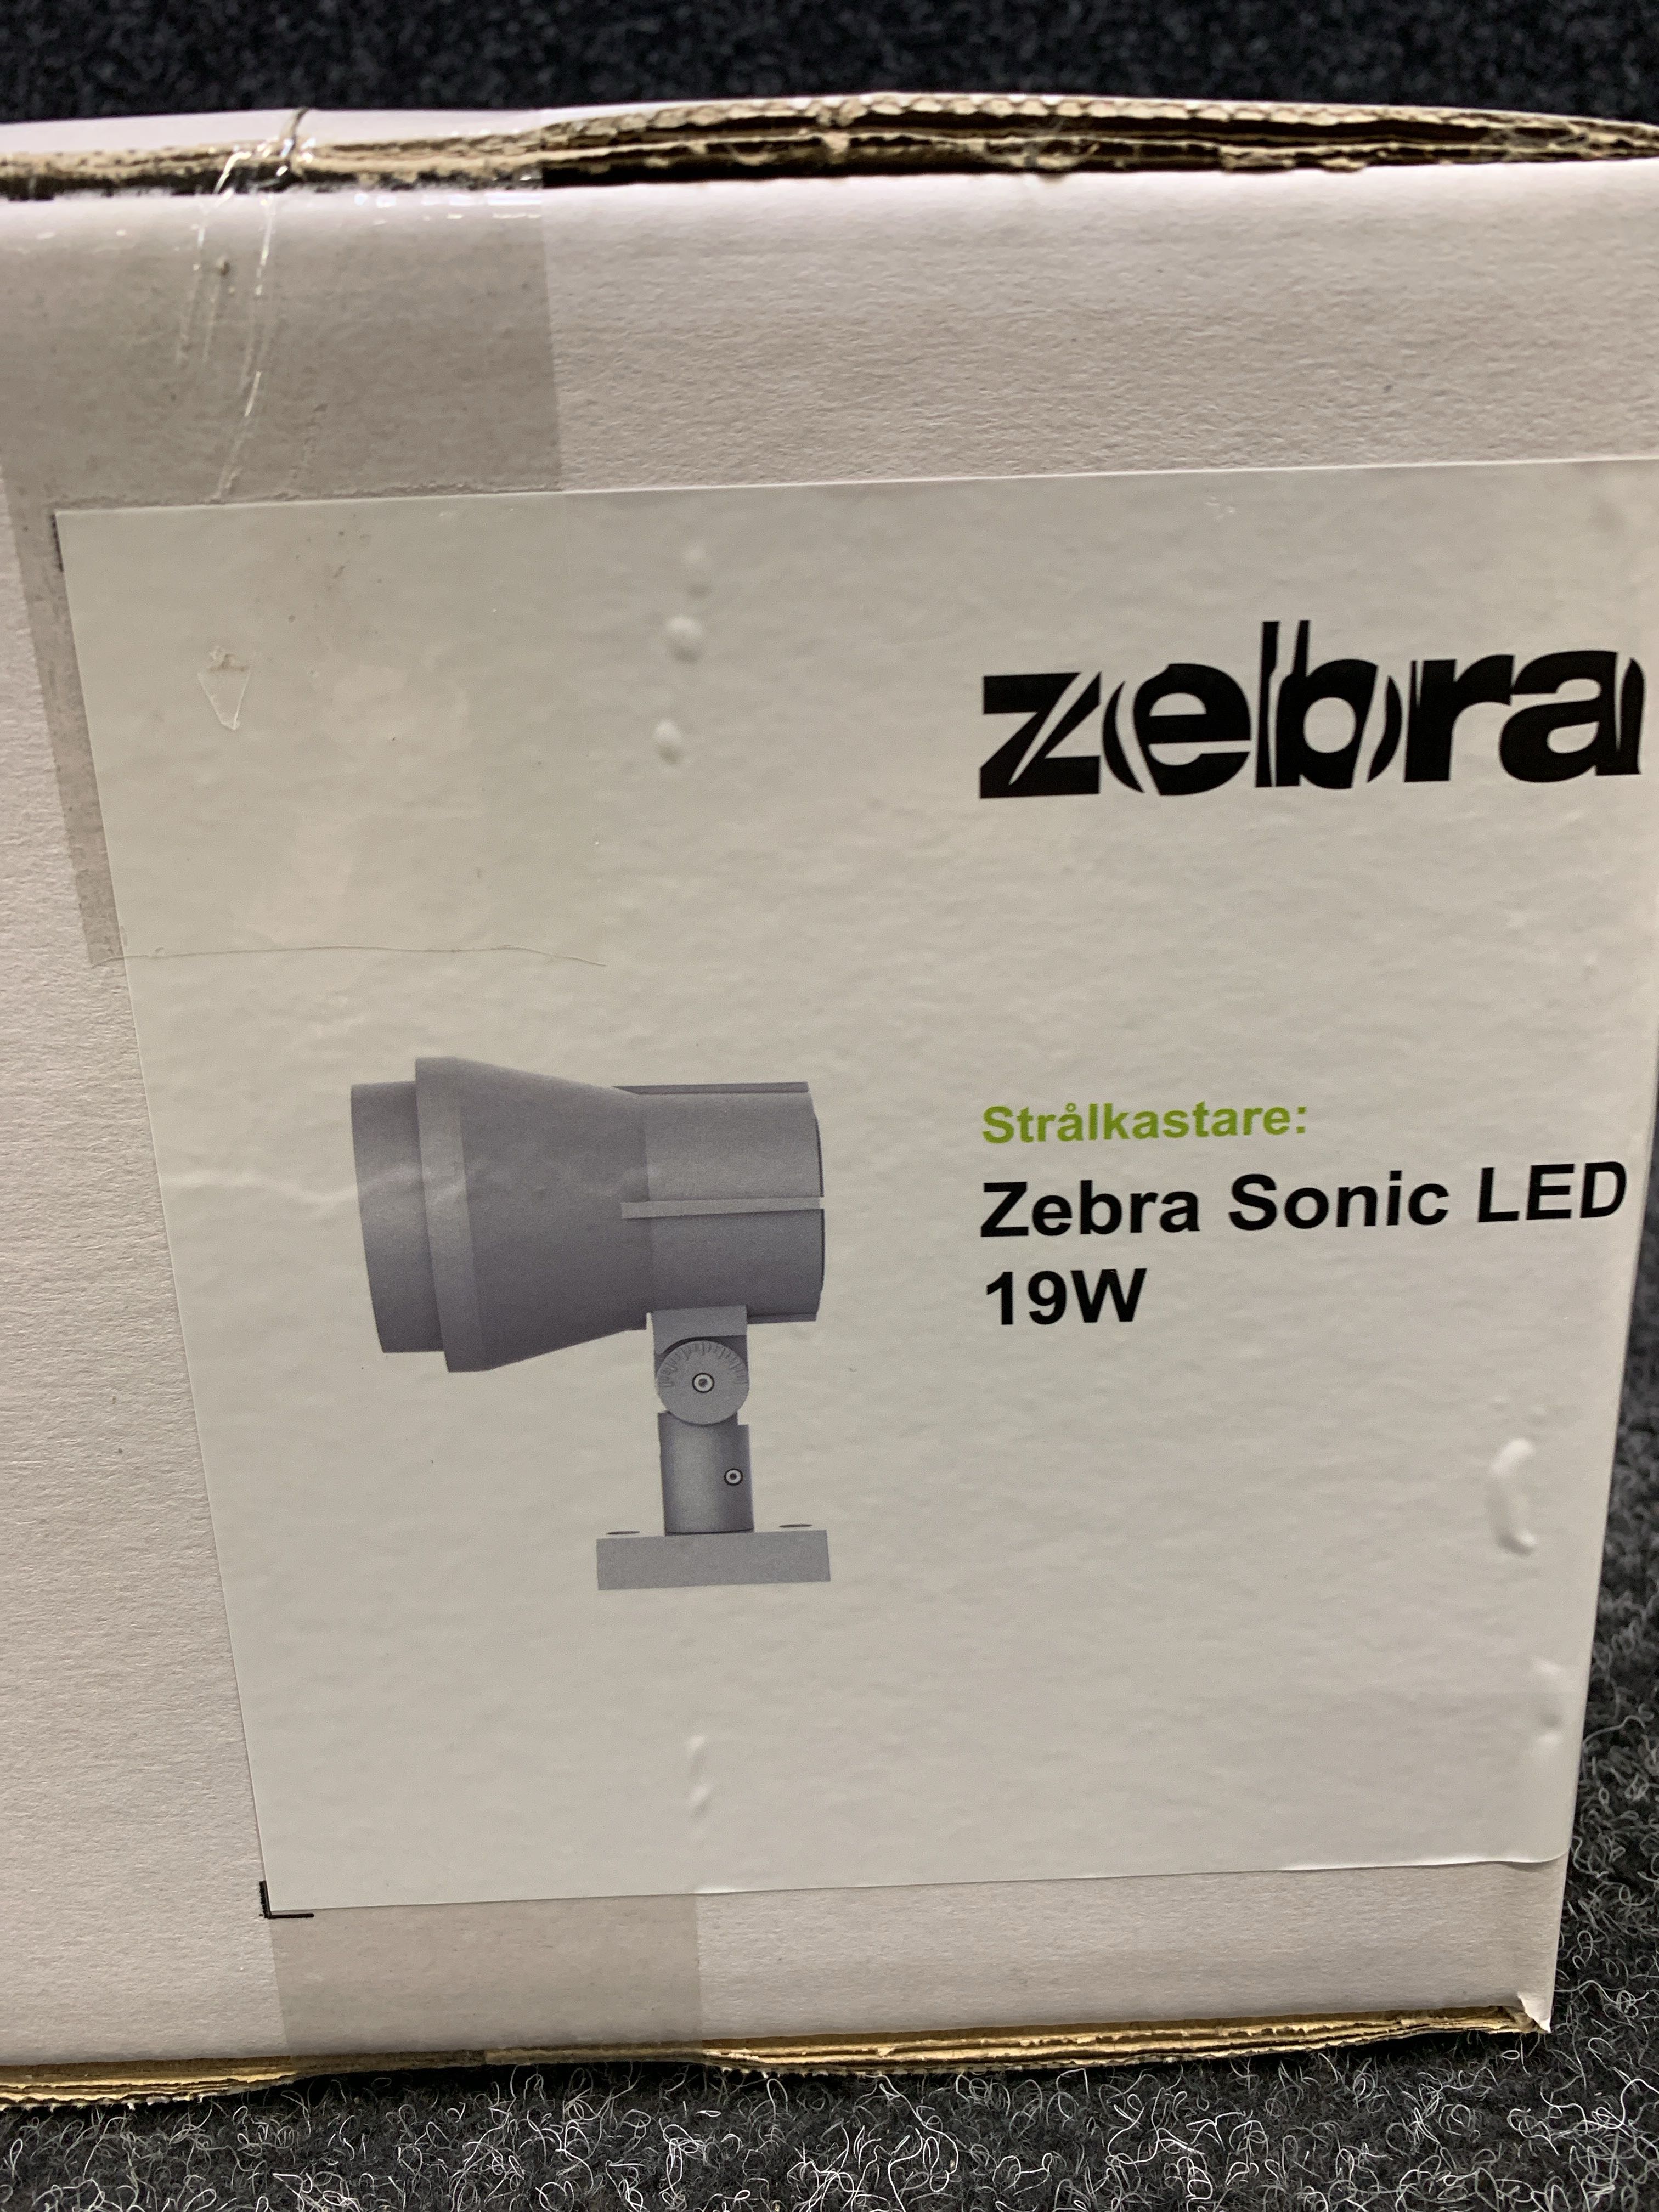 zebra
Strålkastare:
Zebra Sonic LED
19W